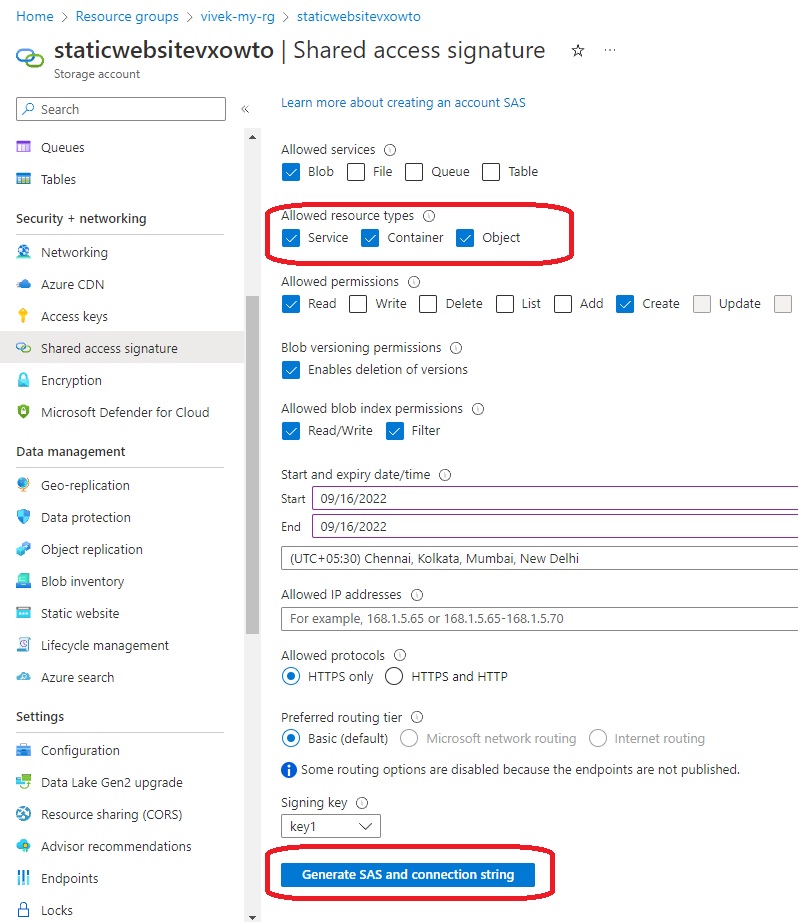 Home > Resource groups > vivek-my-rg > staticwebsitevxowto
staticwebsitevxowto | Shared access signature
Storage account
Search
Queues
Tables
Security + networking
Networking
Azure CDN
Access keys
Shared access signature
Encryption
Microsoft Defender for Cloud
Data management
Geo-replication
Data protection
Object replication
Blob inventory
Static website
Lifecycle management
Azure search
Settings
Configuration
Data Lake Gen2 upgrade
Resource sharing (CORS)
Advisor recommendations
Endpoints
Locks
Learn more about creating an account SAS
Allowed services
Blob File Queue Table
Allowed resource types
Service Container Object
Allowed permissions
Read Write Delete List Add Create Update
Blob versioning permissions
Enables deletion of versions
Allowed blob index permissions
Read/Write Filter
Start and expiry date/time
Start 09/16/2022
End 09/16/2022
(UTC+05:30) Chennai, Kolkata, Mumbai, New Delhi
Allowed IP addresses
For example, 168.1.5.65 or 168.1.5.65-168.1.5.70
Allowed protocols
HTTPS only HTTPS and HTTP
Preferred routing tier
Basic (default) Microsoft network routing Internet routing
Some routing options are disabled because the endpoints are not published.
Signing key
key1
Generate SAS and connection string